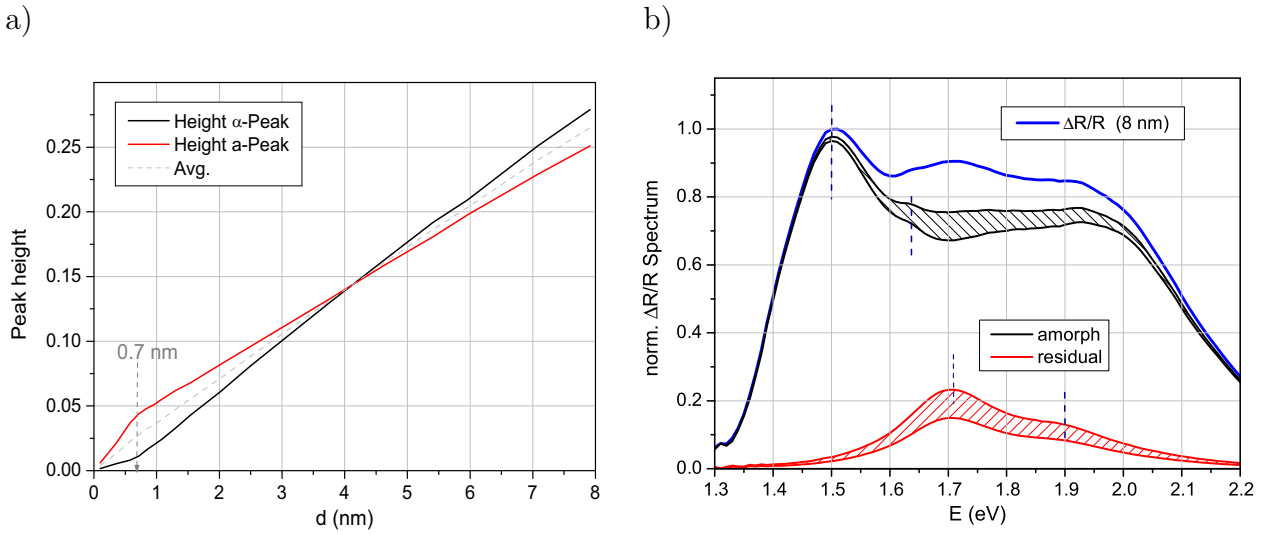 a)
Height α-Peak
Height a-Peak
Avg.
0.7 nm
0.25
0.20
0.15
0.10
0.05
0.00
Peak height
0 1 2 3 4 5 6 7 8
d (nm)
b)
ΔR/R (8 nm)
amorph
residual
1.0
0.8
0.6
0.4
0.2
0.0
norm. ΔR/R Spectrum
1.3 1.4 1.5 1.6 1.7 1.8 1.9 2.0 2.1 2.2
E (eV)